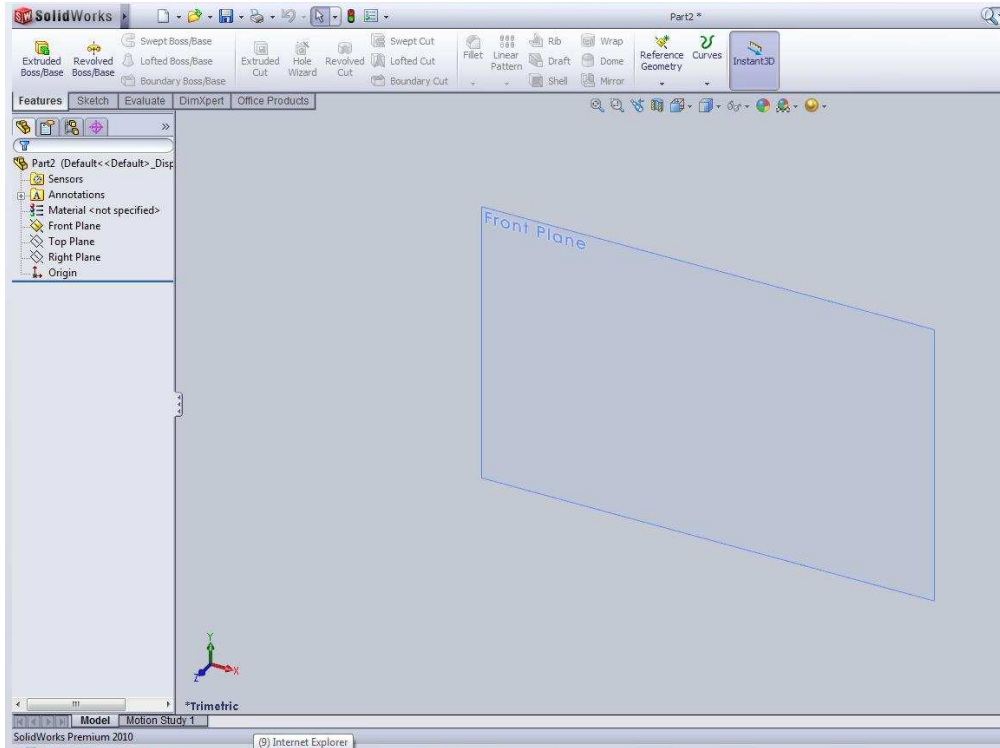 SolidWorks
Part2 *
Extruded Boss/Base
Revolved Boss/Base
Swept Boss/Base
Lofted Boss/Base
Boundary Boss/Base
Extruded Cut
Hole Wizard
Revolved Cut
Swept Cut
Lofted Cut
Boundary Cut
Fillet
Linear Pattern
Rib
Draft
Shell
Wrap
Dome
Mirror
Reference Geometry
Curves
Instant3D
Features Sketch Evaluate DimXpert Office Products
Part2 (Default<<Default>_Disp
Sensors
Annotations
Material <not specified>
Front Plane
Top Plane
Right Plane
Origin
Front Plane
Y
X
Z
*Trimetric
Model Motion Study 1
SolidWorks Premium 2010
(9) Internet Explorer